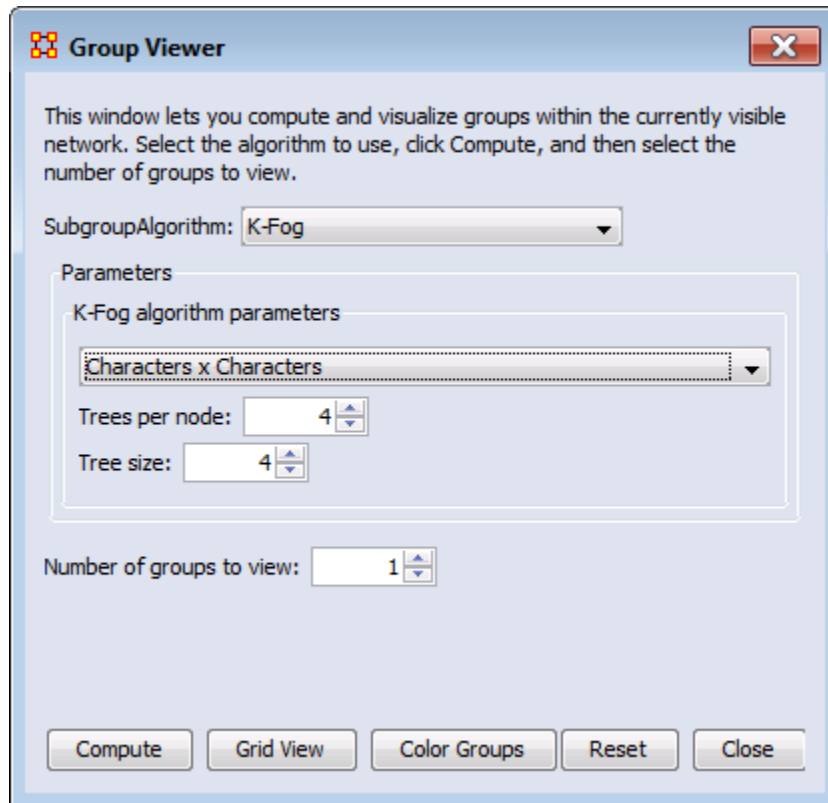 Group Viewer
This window lets you compute and visualize groups within the currently visible
network. Select the algorithm to use, click Compute, and then select the
number of groups to view.
SubgroupAlgorithm: K-Fog
Parameters
K-Fog algorithm parameters
Characters x Characters
Trees per node: 4
Tree size: 4
Number of groups to view: 1
Compute Grid View Color Groups Reset Close